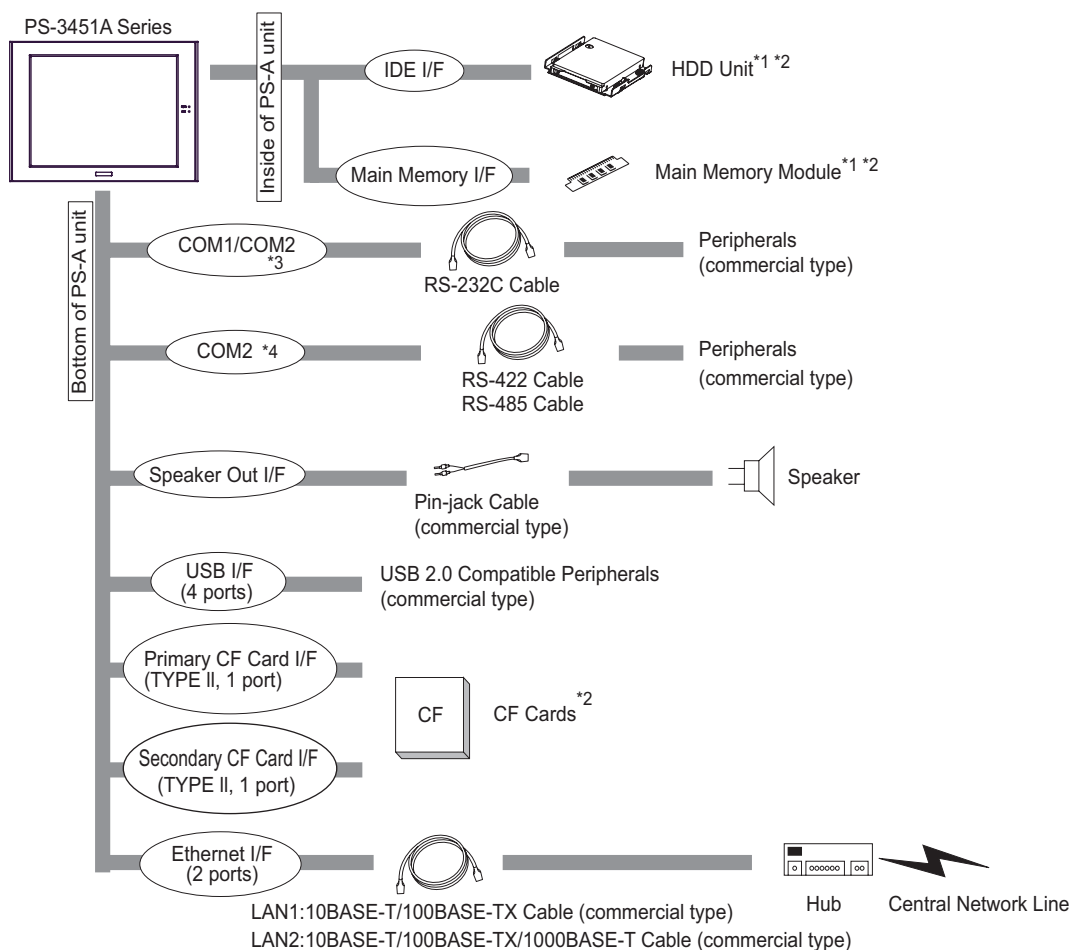 PS-3451A Series
Inside of PS-A unit
IDE I/F
HDD Unit*1 *2
Main Memory I/F
Main Memory Module*1 *2
Bottom of PS-A unit
COM1/COM2
*3
RS-232C Cable
Peripherals
(commercial type)
COM2 *4
RS-422 Cable
RS-485 Cable
Peripherals
(commercial type)
Speaker Out I/F
Pin-jack Cable
(commercial type)
Speaker
USB I/F
(4 ports)
USB 2.0 Compatible Peripherals
(commercial type)
Primary CF Card I/F
(TYPE II, 1 port)
CF
CF Cards*2
Secondary CF Card I/F
(TYPE II, 1 port)
Ethernet I/F
(2 ports)
Hub
Central Network Line
LAN1:10BASE-T/100BASE-TX Cable (commercial type)
LAN2:10BASE-T/100BASE-TX/1000BASE-T Cable (commercial type)